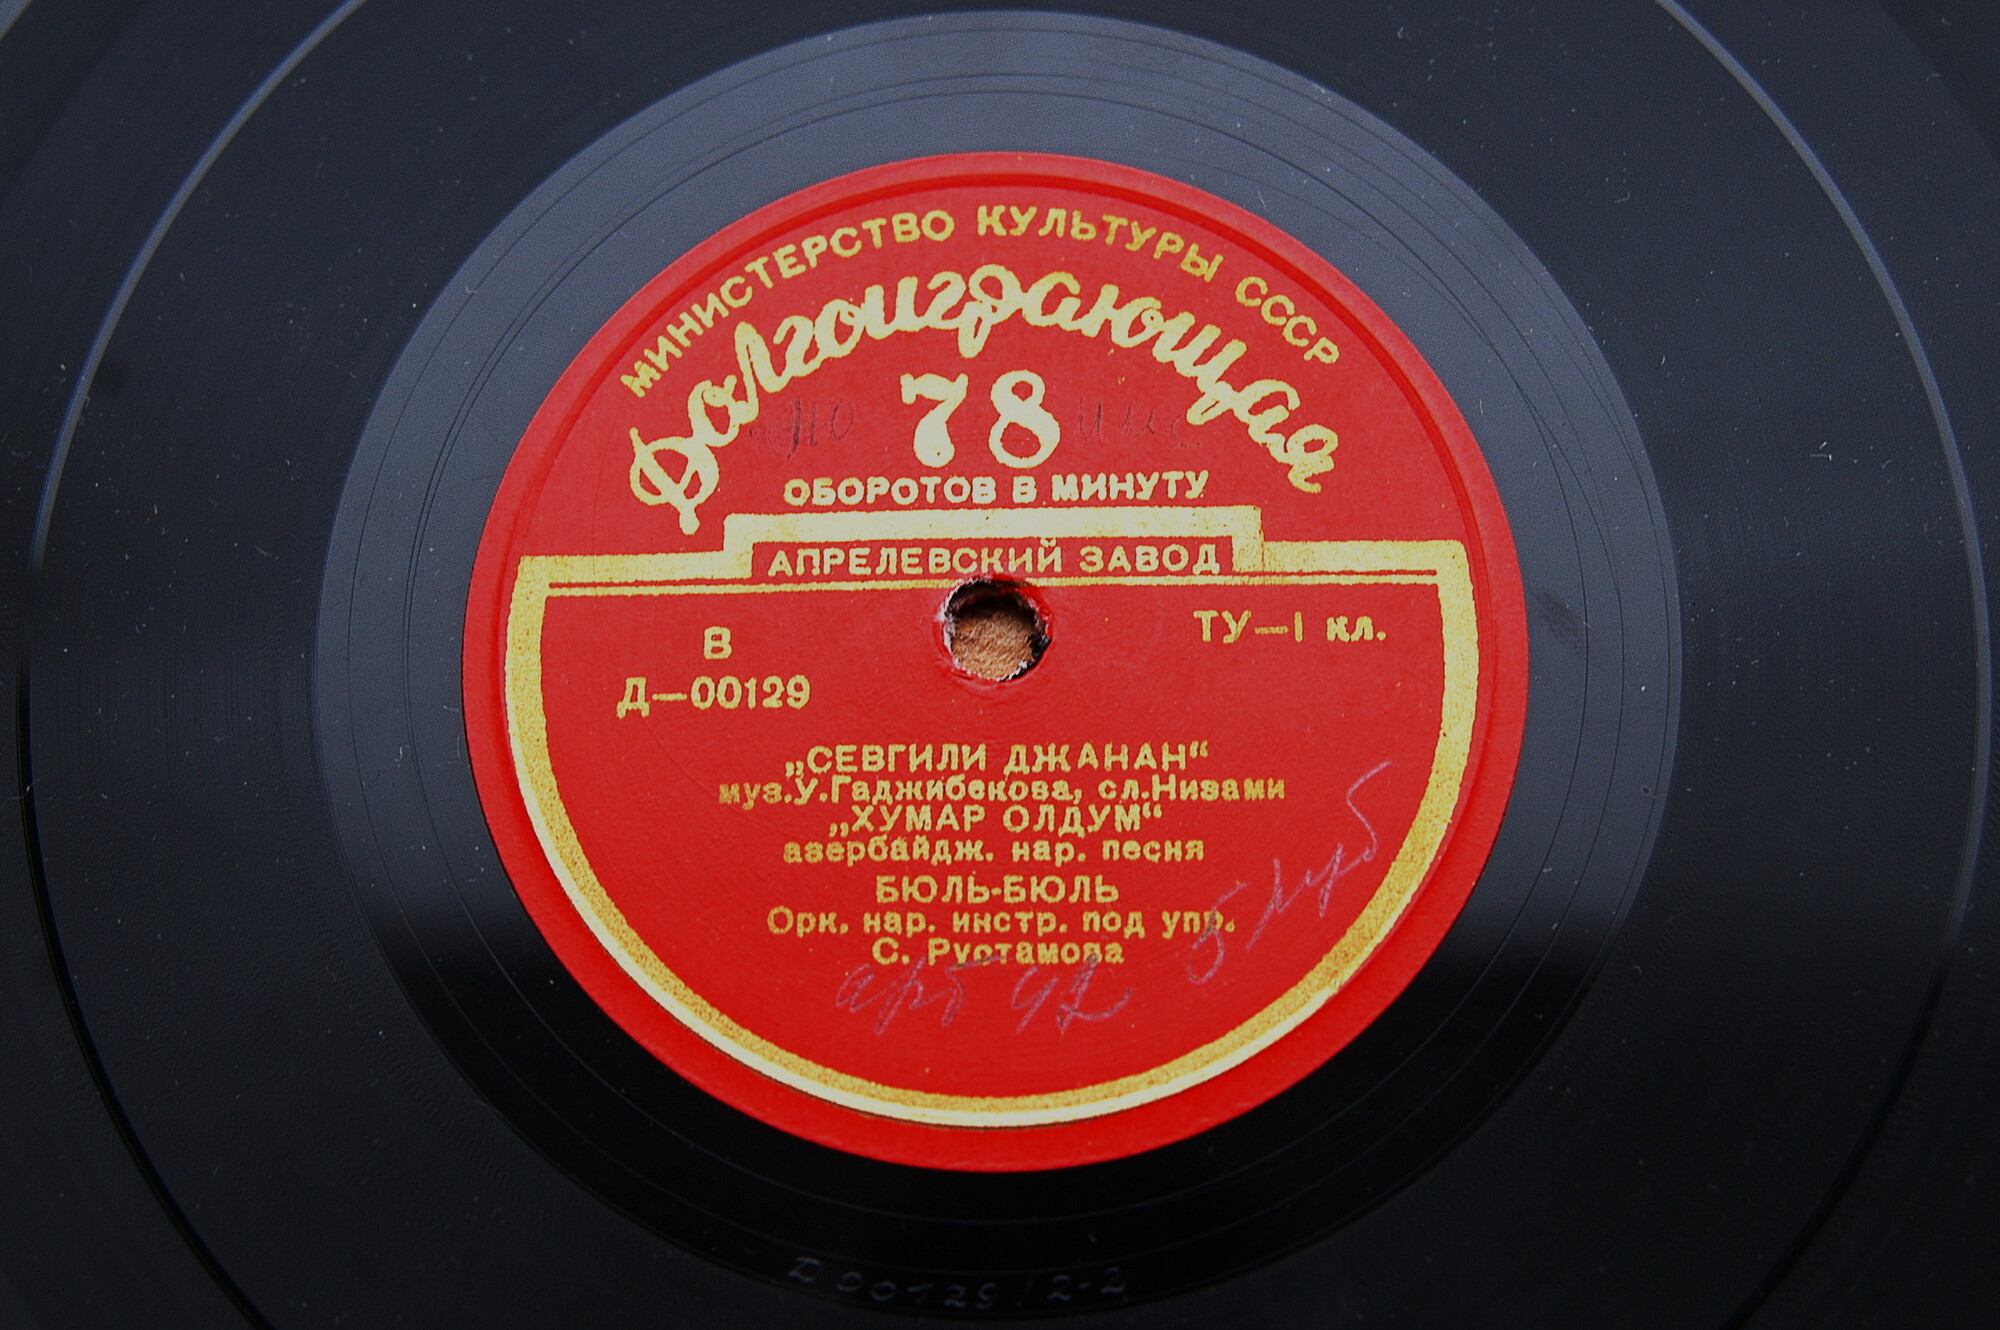 МИНИСТЕРСТВО КУЛЬТУРЫ СССР
Долгоиграющая
78
ОБОРОТОВ В МИНУТУ
АПРЕЛЕВСКИЙ ЗАВОД
В
ТУ—I кл.
Д—00129
„СЕВГИЛИ ДЖАНАН“
муз.У.Гаджибекова, сл.Низами
„ХУМАР ОЛДУМ“
азербайдж. нар. песня
БЮЛЬ-БЮЛЬ
Орк. нар. инстр. под упр.
С. Рустамова
Д 00129/2-2